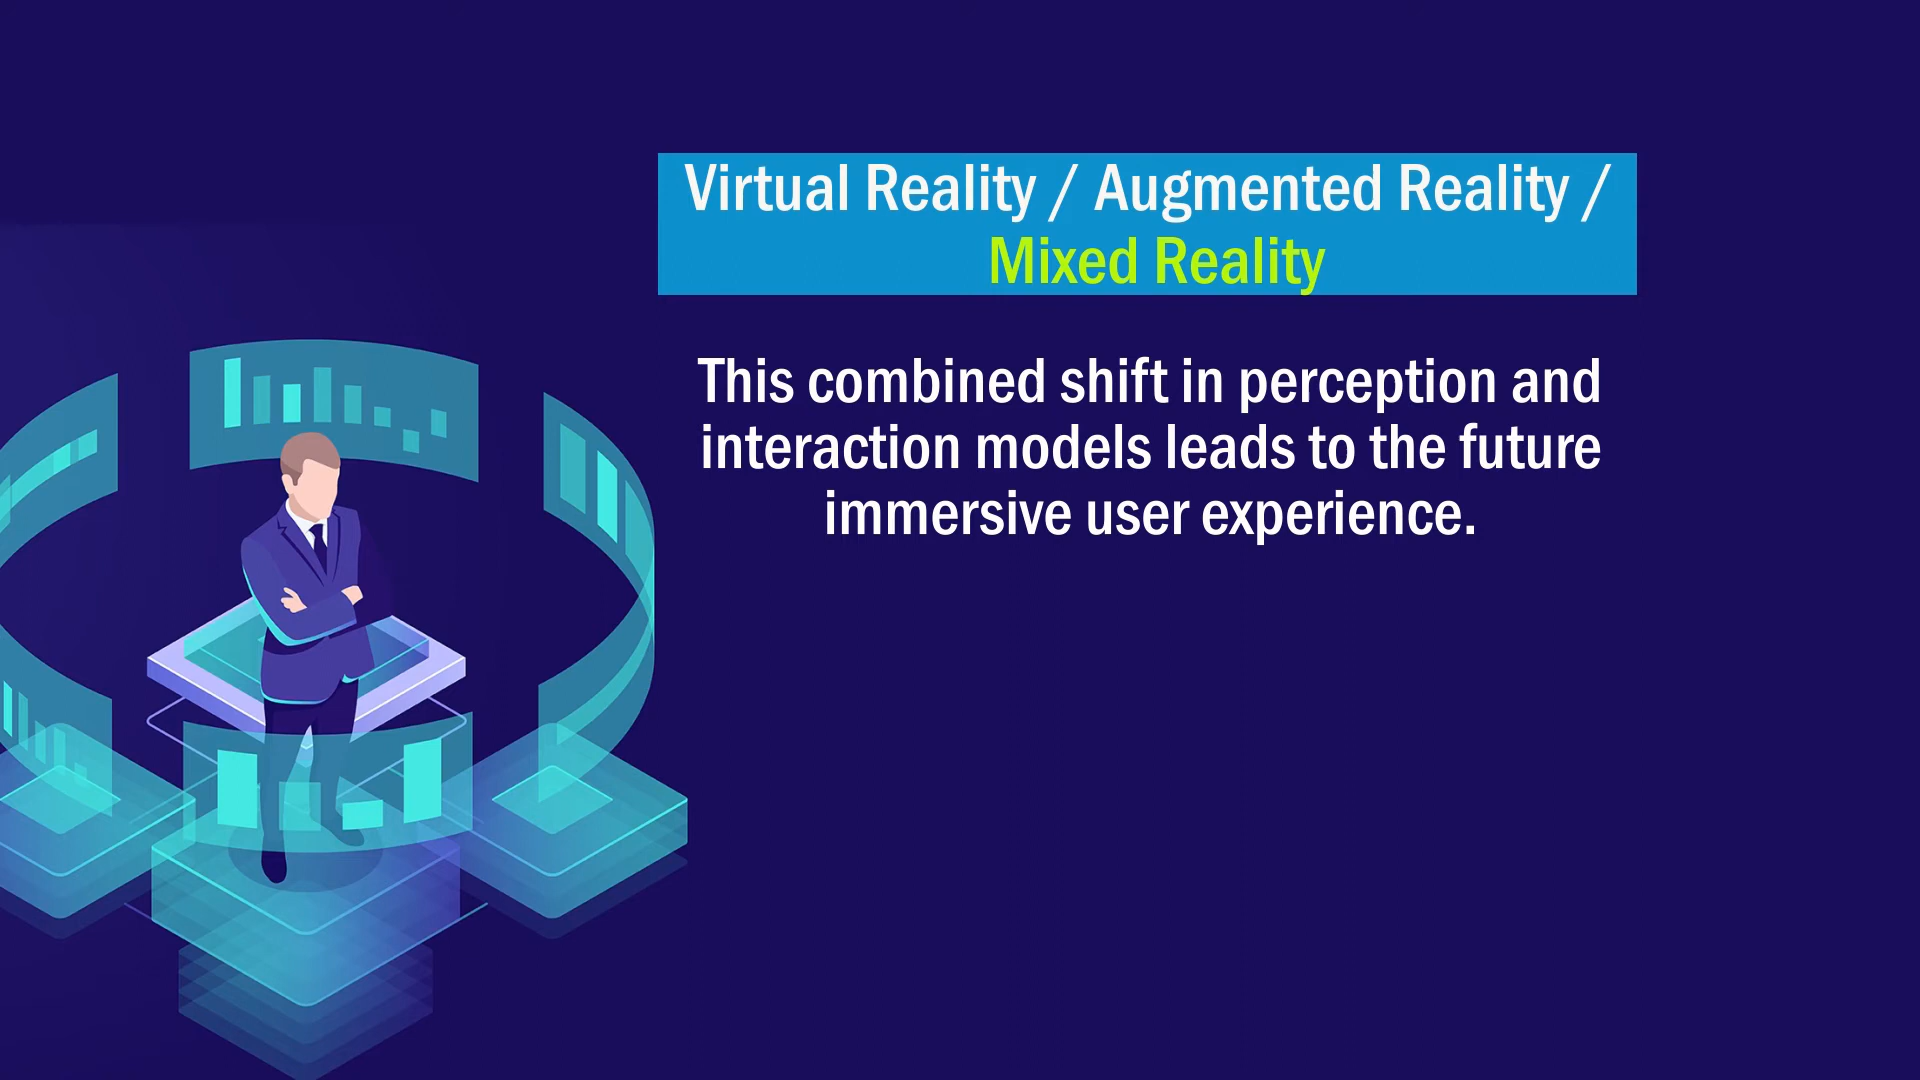 Virtual Reality / Augmented Reality /
Mixed Reality
This combined shift in perception and
interaction models leads to the future
immersive user experience.